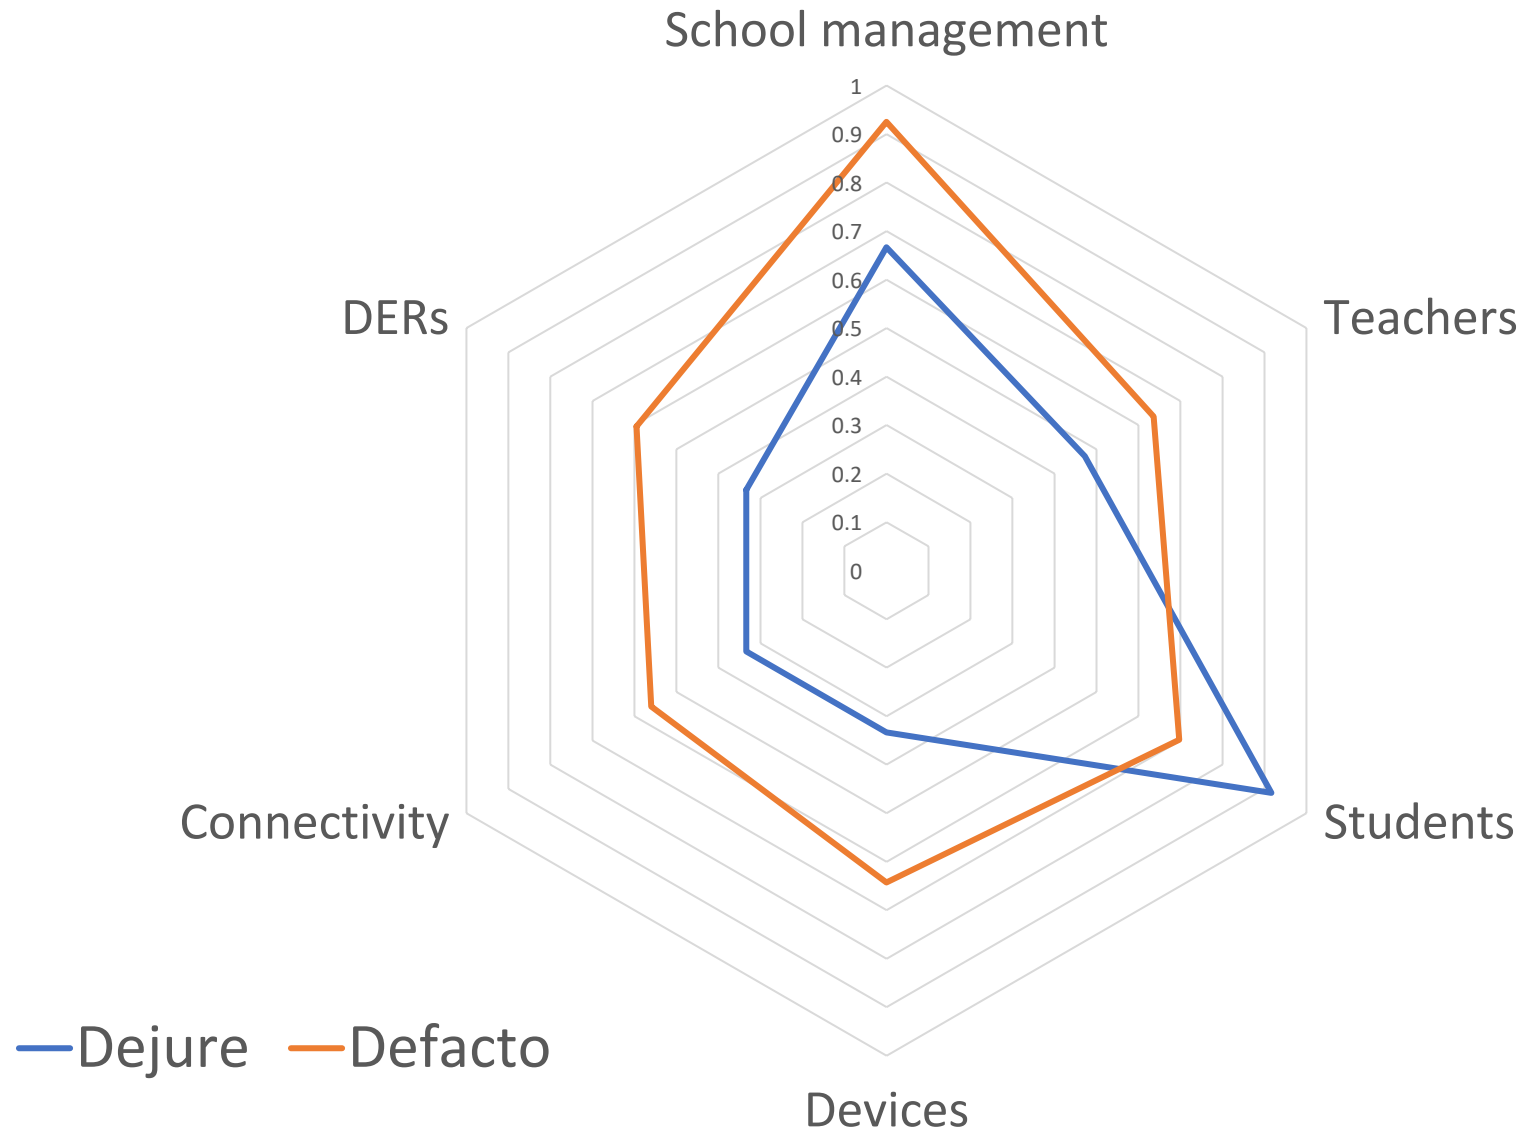 School management
1
0.9
0.8
0.7
0.6
0.5
0.4
0.3
0.2
0.1
0
DERs
Teachers
Connectivity
Students
Dejure
Defacto
Devices